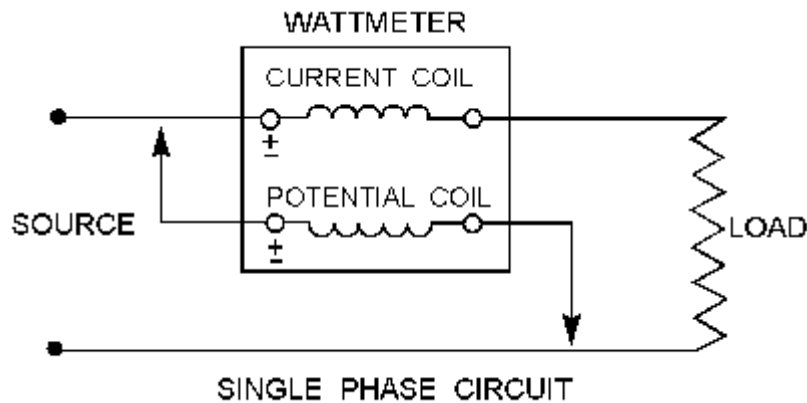 WATTMETER
CURRENT COIL
±
POTENTIAL COIL
SOURCE
±
LOAD
SINGLE PHASE CIRCUIT